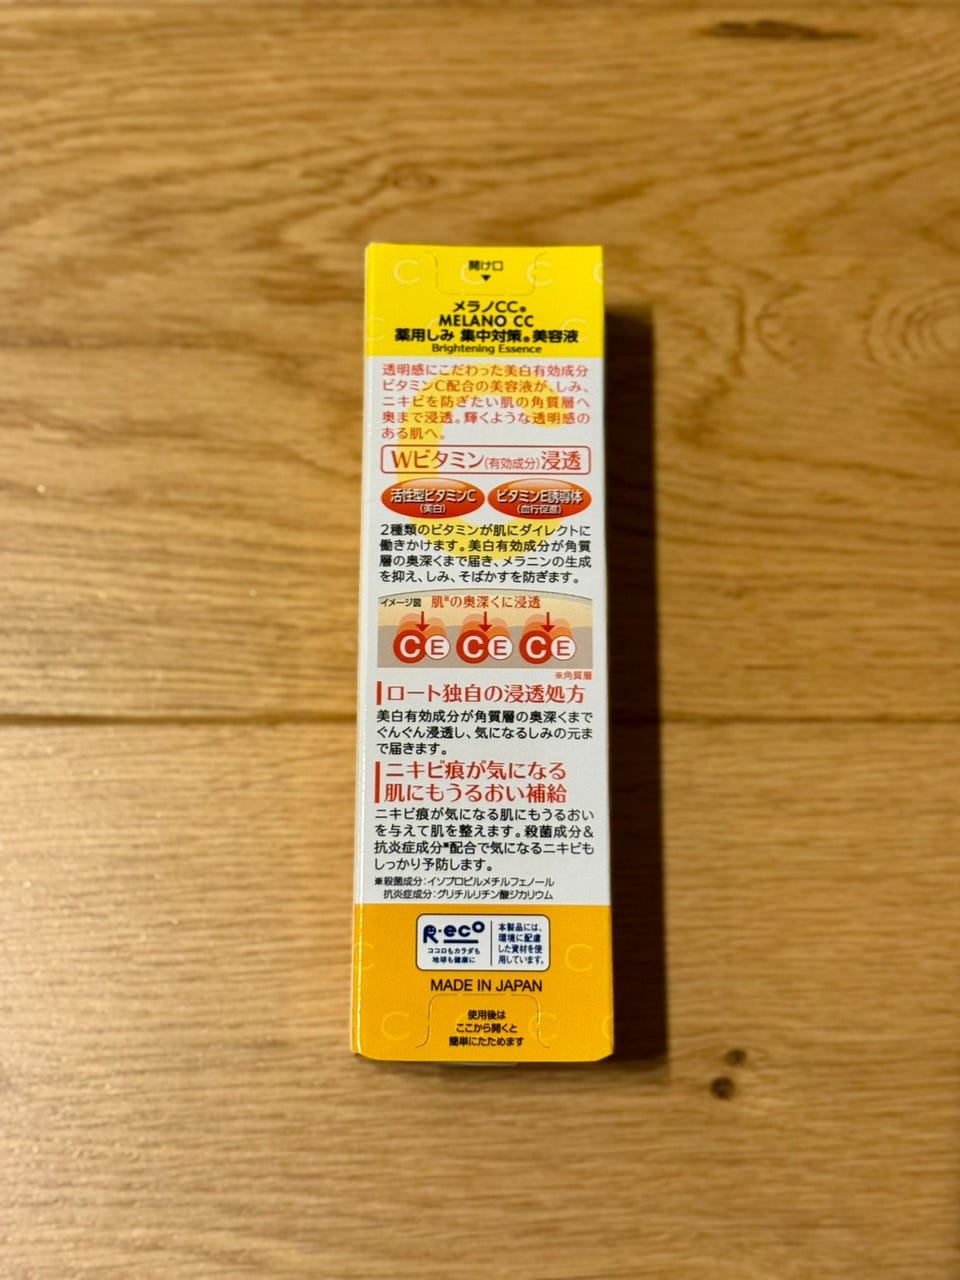 開け口
▼
メラノCC®
MELANO CC
薬用しみ 集中対策®美容液
Brightening Essence
透明感にこだわった美白有効成分
ビタミンC配合の美容液が、しみ、
ニキビを防ぎたい肌の角質層へ
奥まで浸透。輝くような透明感の
ある肌へ。
Wビタミン(有効成分)浸透
活性型ビタミンC
(美白)
ビタミンE誘導体
(血行促進)
2種類のビタミンが肌にダイレクトに
働きかけます。美白有効成分が角質
層の奥深くまで届き、メラニンの生成
を抑え、しみ、そばかすを防ぎます。
イメージ図 肌※の奥深くに浸透
C E C E C E
※角質層
ロート独自の浸透処方
美白有効成分が角質層の奥深くまで
ぐんぐん浸透し、気になるしみの元ま
で届きます。
ニキビ痕が気になる
肌にもうるおい補給
ニキビ痕が気になる肌にもうるおい
を与えて肌を整えます。殺菌成分&
抗炎症成分※配合で気になるニキビも
しっかり予防します。
※殺菌成分:イソプロピルメチルフェノール
抗炎症成分:グリチルリチン酸ジカリウム
R・eco
ココロもカラダも
地球も健康に
本製品には、
環境に配慮
した資材を使
用しています。
MADE IN JAPAN
使用後は
ここから開くと
簡単にたためます